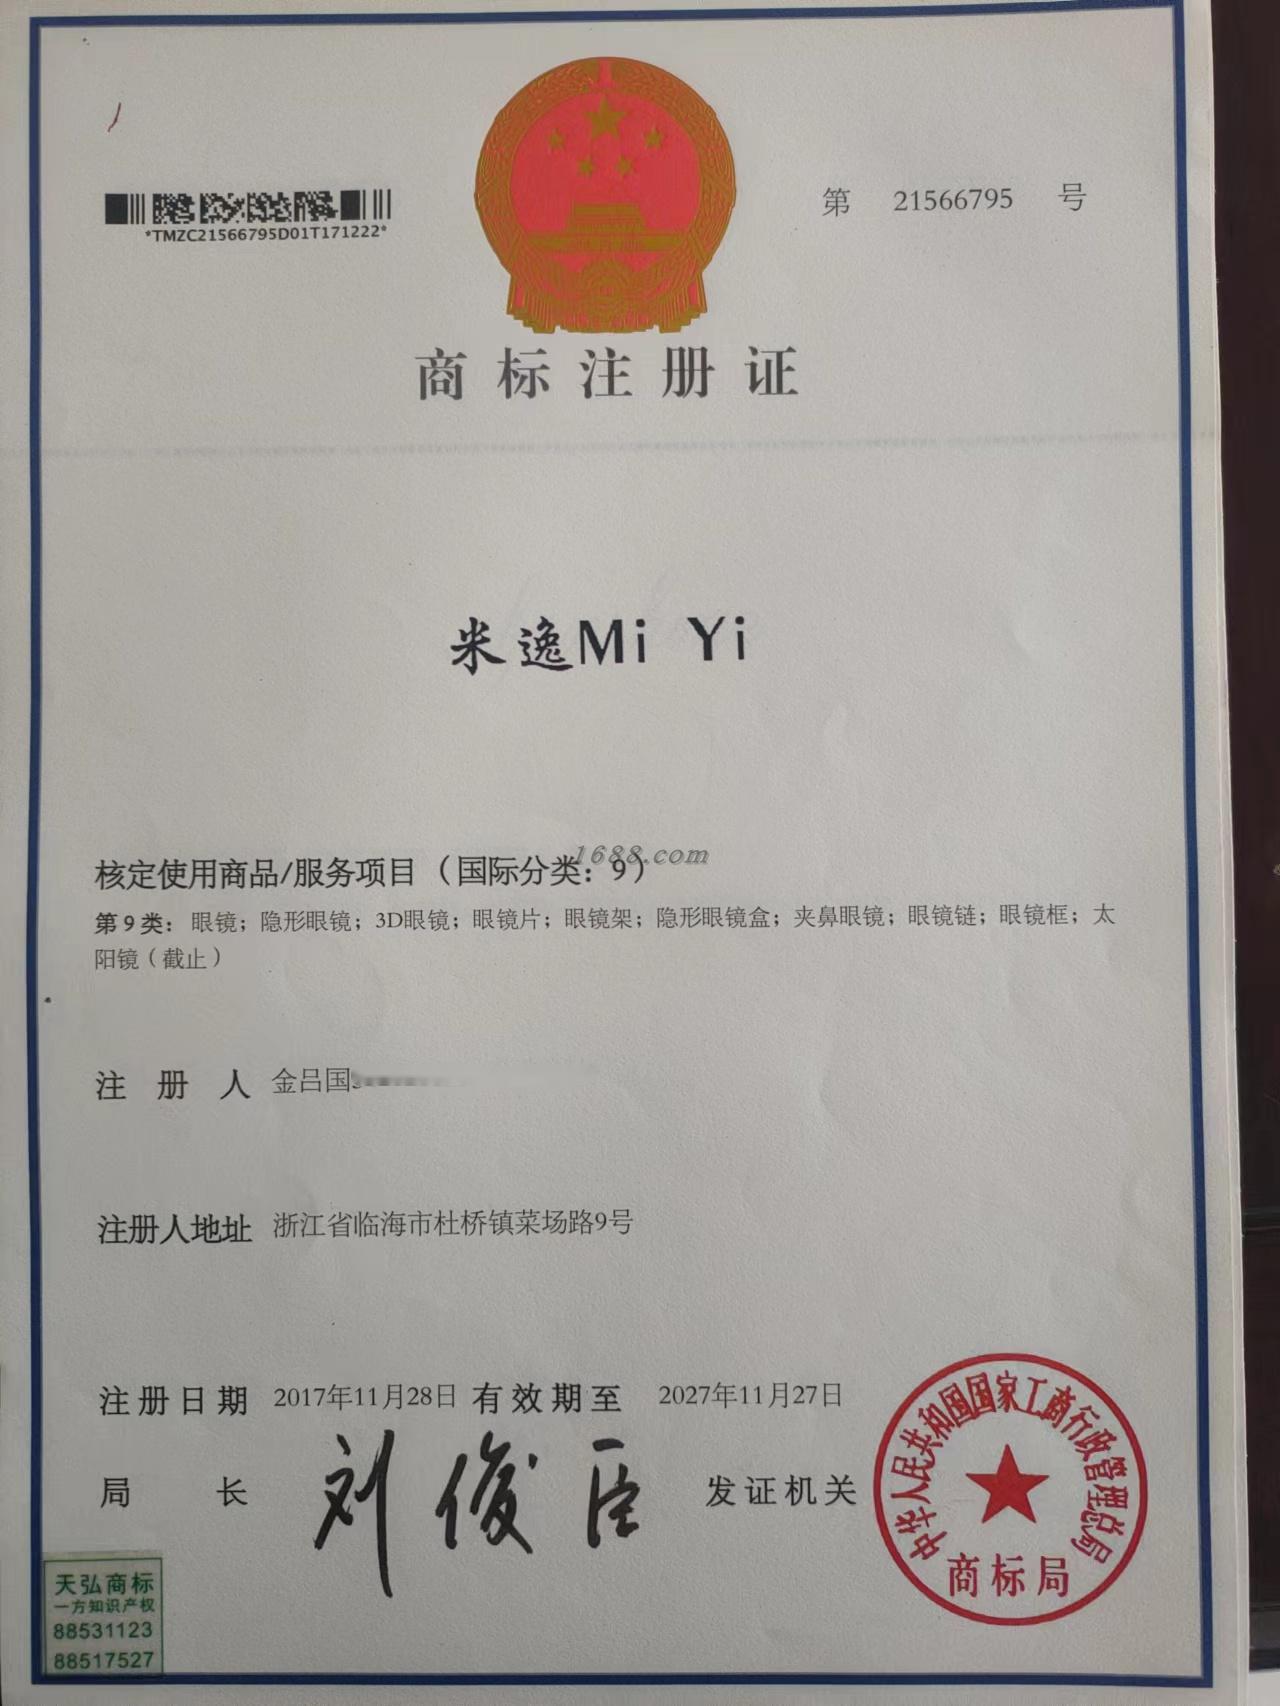 *TMZC21566795D01T171222*
第 21566795 号
商标注册证
米逸Mi Yi
1688.com
核定使用商品/服务项目（国际分类：9）
第9类：眼镜；隐形眼镜；3D眼镜；眼镜片；眼镜架；隐形眼镜盒；夹鼻眼镜；眼镜链；眼镜框；太
阳镜（截止）
注册人 金吕国
注册人地址 浙江省临海市杜桥镇菜场路9号
注册日期 2017年11月28日 有效期至 2027年11月27日
局长 刘俊臣 发证机关
中华人民共和国国家工商行政管理总局
商标局
天弘商标
一方知识产权
88531123
88517527